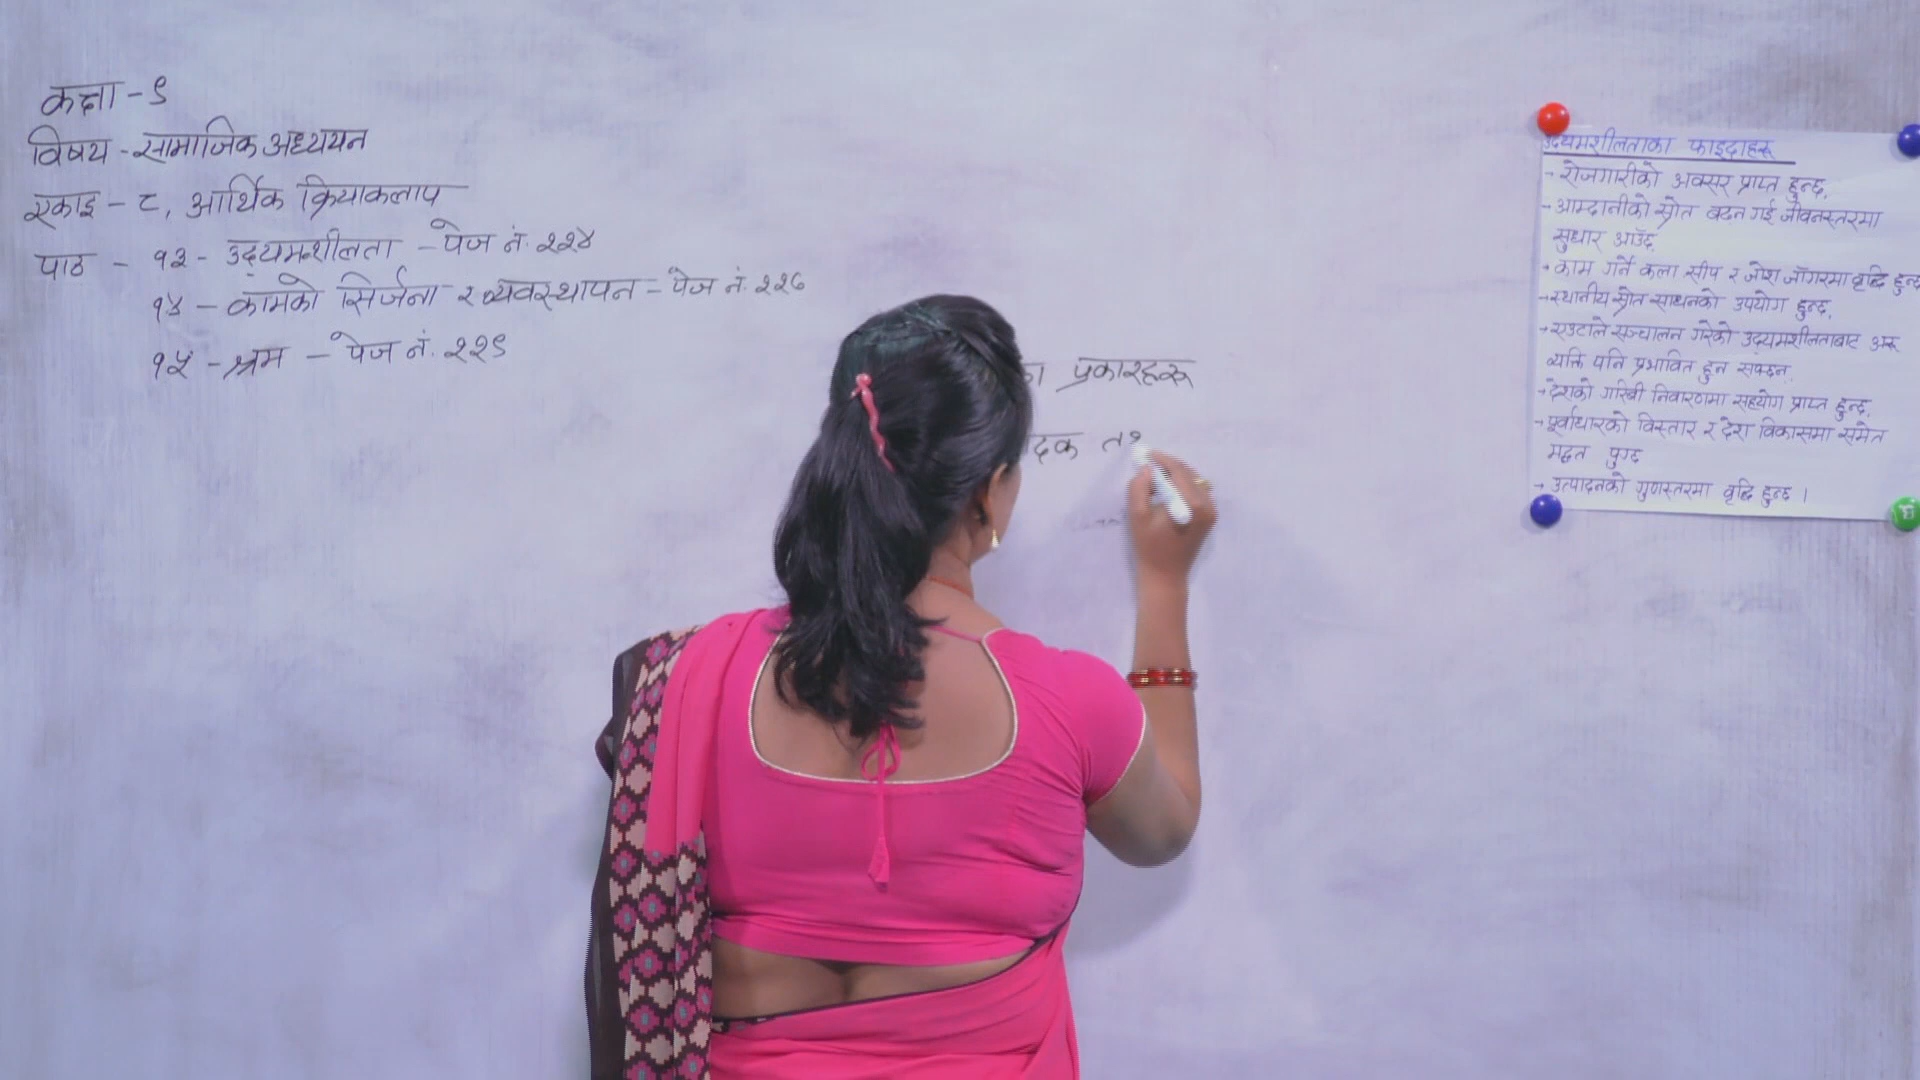 कक्षा - ९
विषय - सामाजिक अध्ययन
एकाइ - ८, आर्थिक क्रियाकलाप
पाठ - १३ - उद्यमशीलता - पेज नं. २२४
१४ - कामको सिर्जना र व्यवस्थापन - पेज नं. २२७
१५ - श्रम - पेज नं. २२९
प्रकारहरू
उद्यमशीलताका फाइदाहरू
- रोजगारीको अवसर प्राप्त हुन्छ.
- आम्दानीको स्रोत बढ्न गई जीवनस्तरमा
सुधार आउँछ
- काम गर्ने कला सीप र जोश जाँगरमा वृद्धि हुन्छ
- स्थानीय स्रोत साधनको उपयोग हुन्छ.
- एउटाले सञ्चालन गरेको उद्यमशीलताबाट अरू
व्यक्ति पनि प्रभावित हुन सक्छन्.
- देशको गरिबी निवारणमा सहयोग प्राप्त हुन्छ.
- पूर्वाधारको विस्तार र देश विकासमा समेत
मद्दत पुग्छ
- उत्पादनको गुणस्तरमा वृद्धि हुन्छ ।